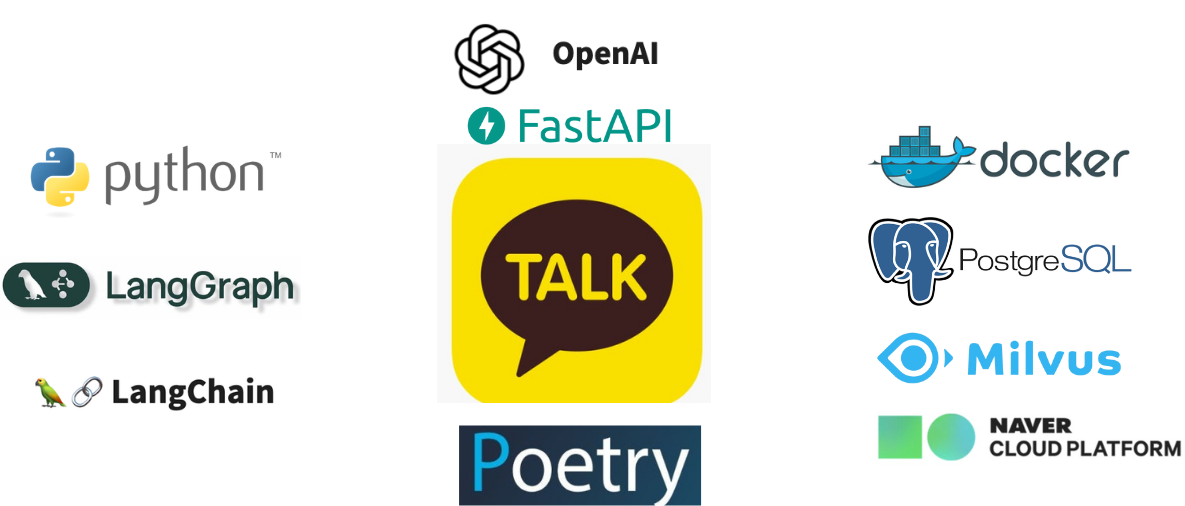 OpenAI
FastAPI
python™
LangGraph
LangChain
TALK
Poetry
docker
PostgreSQL
Milvus
NAVER
CLOUD PLATFORM